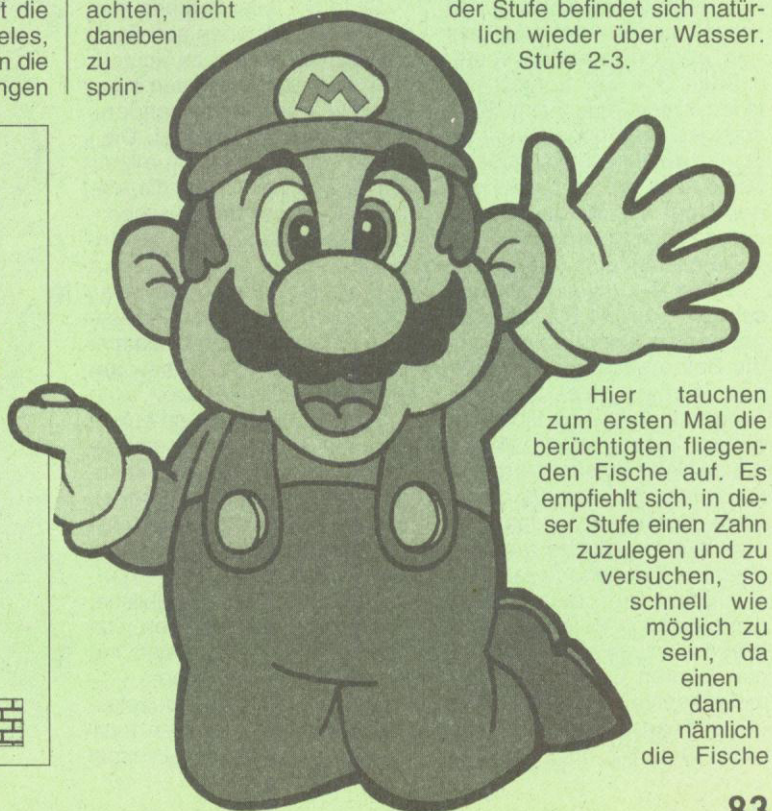 t die
eles,
n die
ngen
achten, nicht
daneben
zu
sprin-
der Stufe befindet sich natür-
lich wieder über Wasser.
Stufe 2-3.
M
Hier tauchen
zum ersten Mal die
berüchtigten fliegen-
den Fische auf. Es
empfiehlt sich, in die-
ser Stufe einen Zahn
zuzulegen und zu
versuchen, so
schnell wie
möglich zu
sein, da
einen
dann
nämlich
die Fische
83